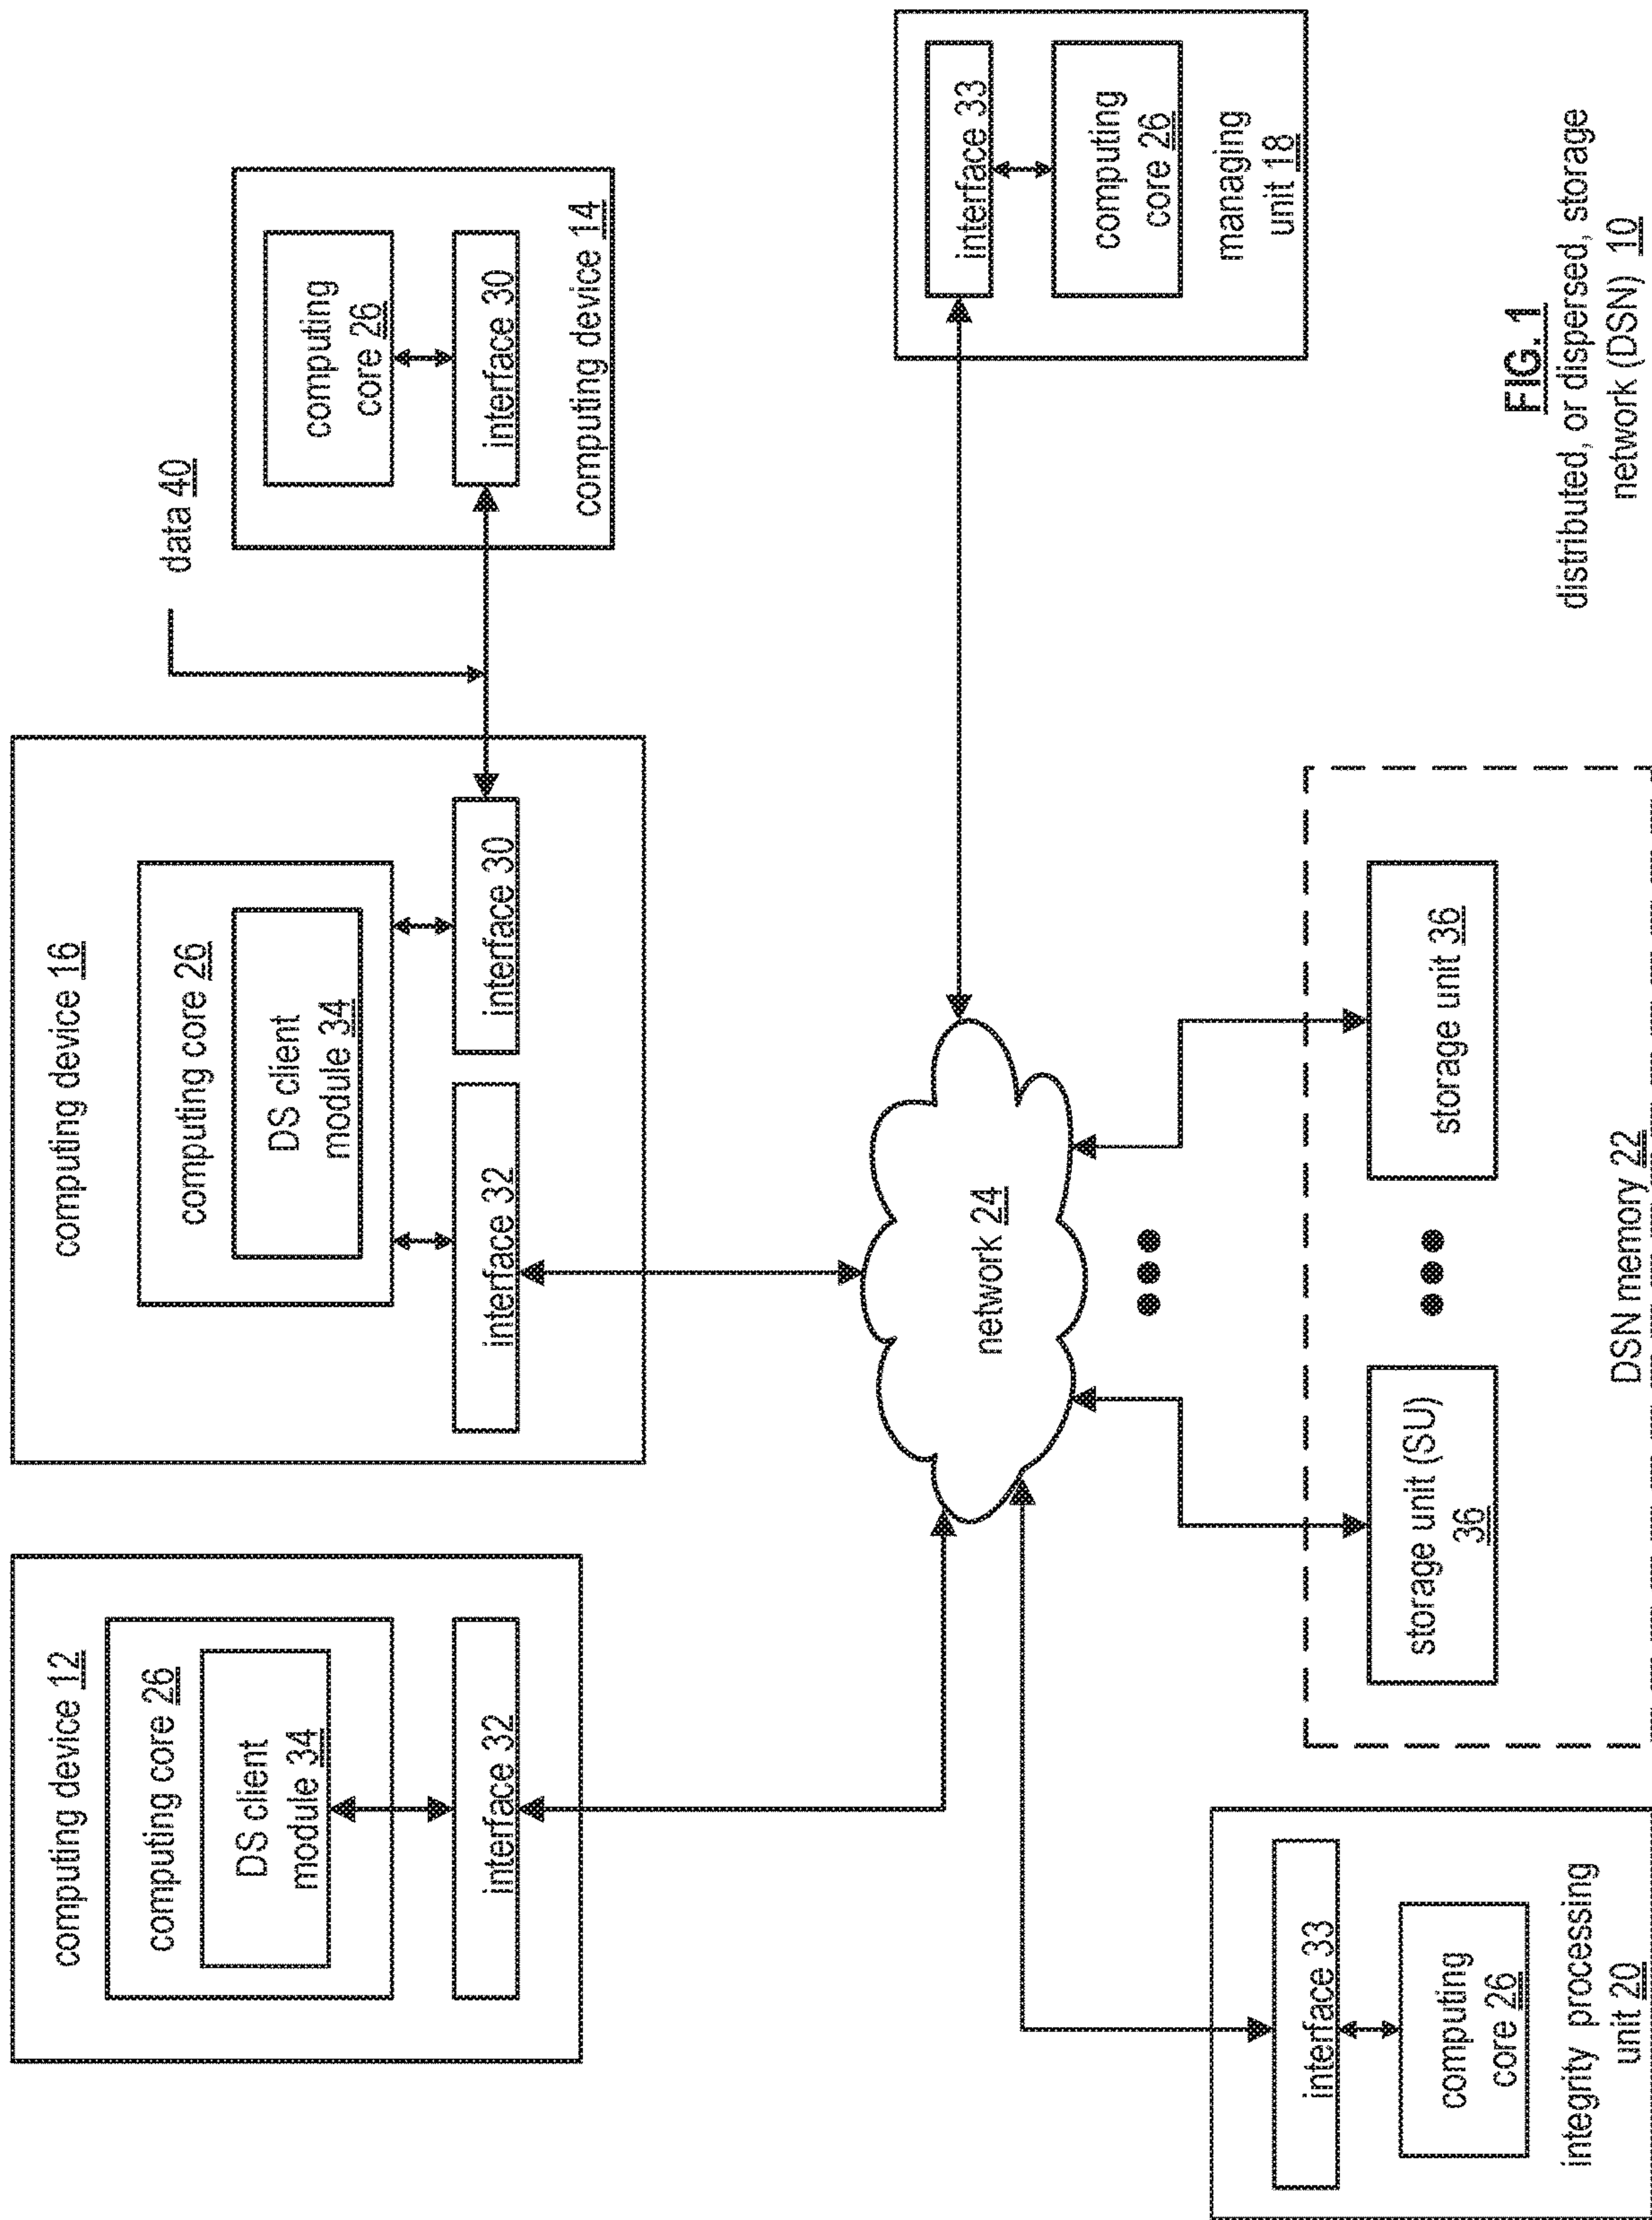 computing device 12
computing core 26
DS client
module 34
interface 32
computing device 16
computing core 26
DS client
module 34
interface 32
interface 30
data 40
computing
core 26
interface 30
computing device 14
network 24
interface 33
computing
core 26
managing
unit 18
interface 33
computing
core 26
integrity processing
unit 20
storage unit (SU)
36
storage unit 36
DSN memory 22
FIG. 1
distributed, or dispersed, storage
network (DSN) 10